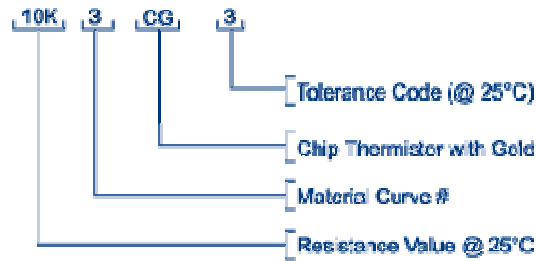 10K 3 CG 3
Tolerance Code (@ 25°C)
Chip Thermistor with Gold
Material Curve #
Resistance Value @ 25°C